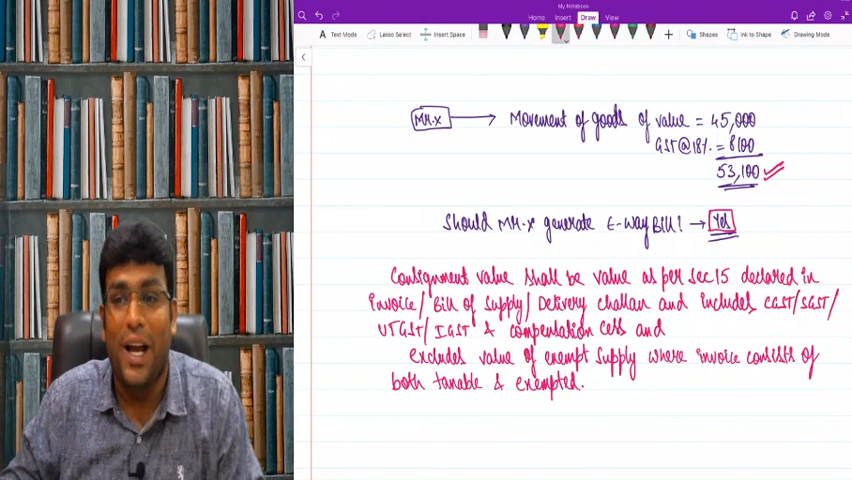 My Notebook
Home Insert Draw View
Text Mode Lasso Select Insert Space Shapes Ink to Shape Drawing Mode
Mr.X → Movement of goods of value = 45,000
GST@18%. = 8100
53,100
Should Mr.X generate E-way Bill? → Yes
Consignment value shall be value as per sec 15 declared in
invoice/ Bill of Supply/ Delivery challan and includes CGST/SGST/
UTGST/ IGST & compensation cess and
excludes value of exempt supply where invoice consists of
both taxable & exempted.